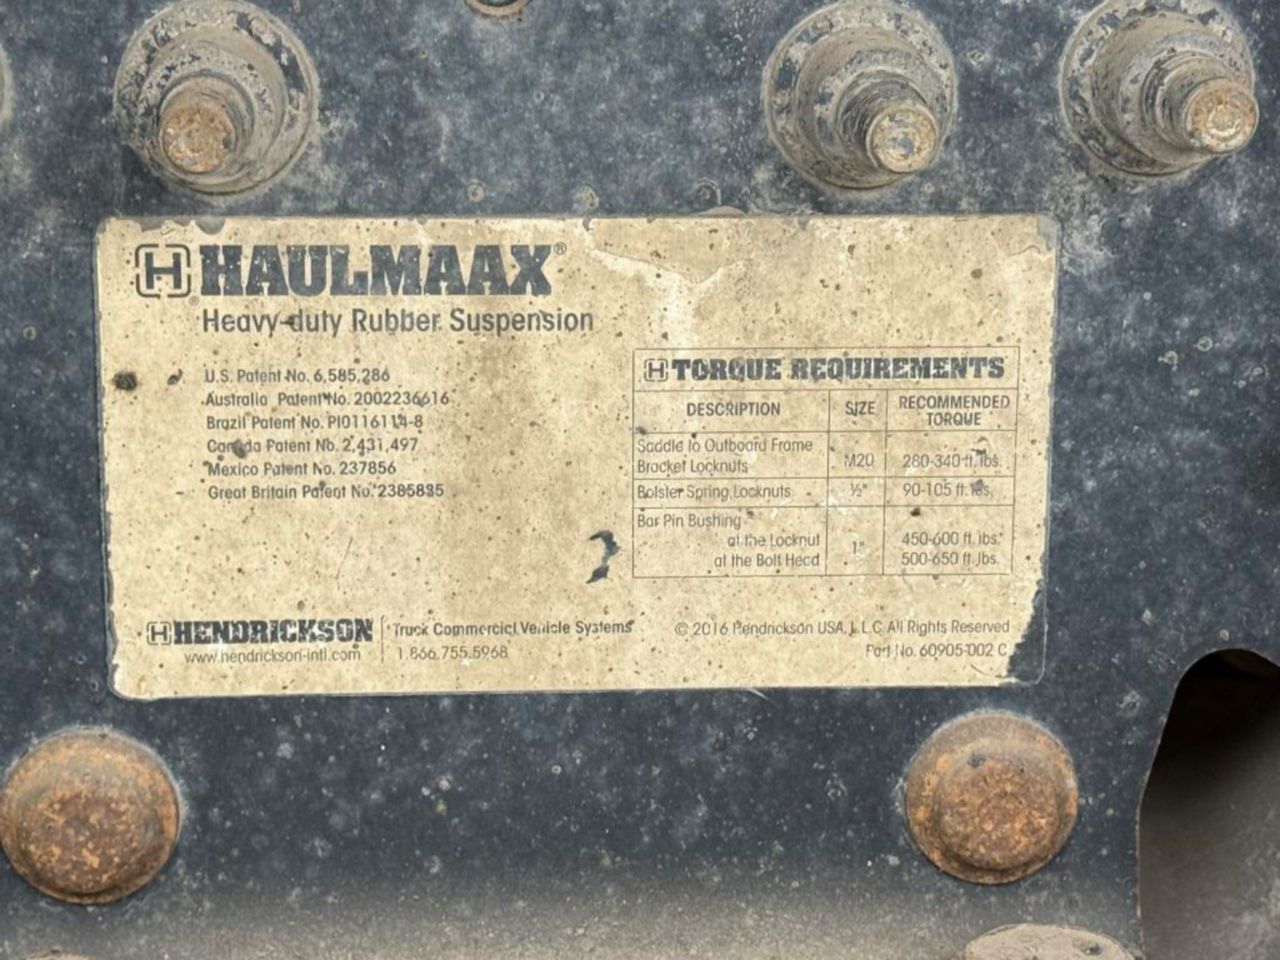 HAULMAAX®
Heavy-duty Rubber Suspension
U.S. Patent No. 6,585,286
Australia Patent No. 2002236616
Brazil Patent No. PI0116114-8
Canada Patent No. 2,431,497
Mexico Patent No. 237856
Great Britain Patent No. 2385835
TORQUE REQUIREMENTS
DESCRIPTION SIZE RECOMMENDED TORQUE
Saddle to Outboard Frame
Bracket Locknuts M20 280-340 ft. lbs.
Bolster Spring Locknuts ½" 90-105 ft. lbs.
Bar Pin Bushing
at the Locknut 1" 450-600 ft. lbs.
at the Bolt Head 500-650 ft. lbs.
HENDRICKSON
www.hendrickson-intl.com
Truck Commercial Vehicle Systems
1.866.755.5968
© 2016 Hendrickson USA, L.L.C. All Rights Reserved
Part No. 60905-002 C